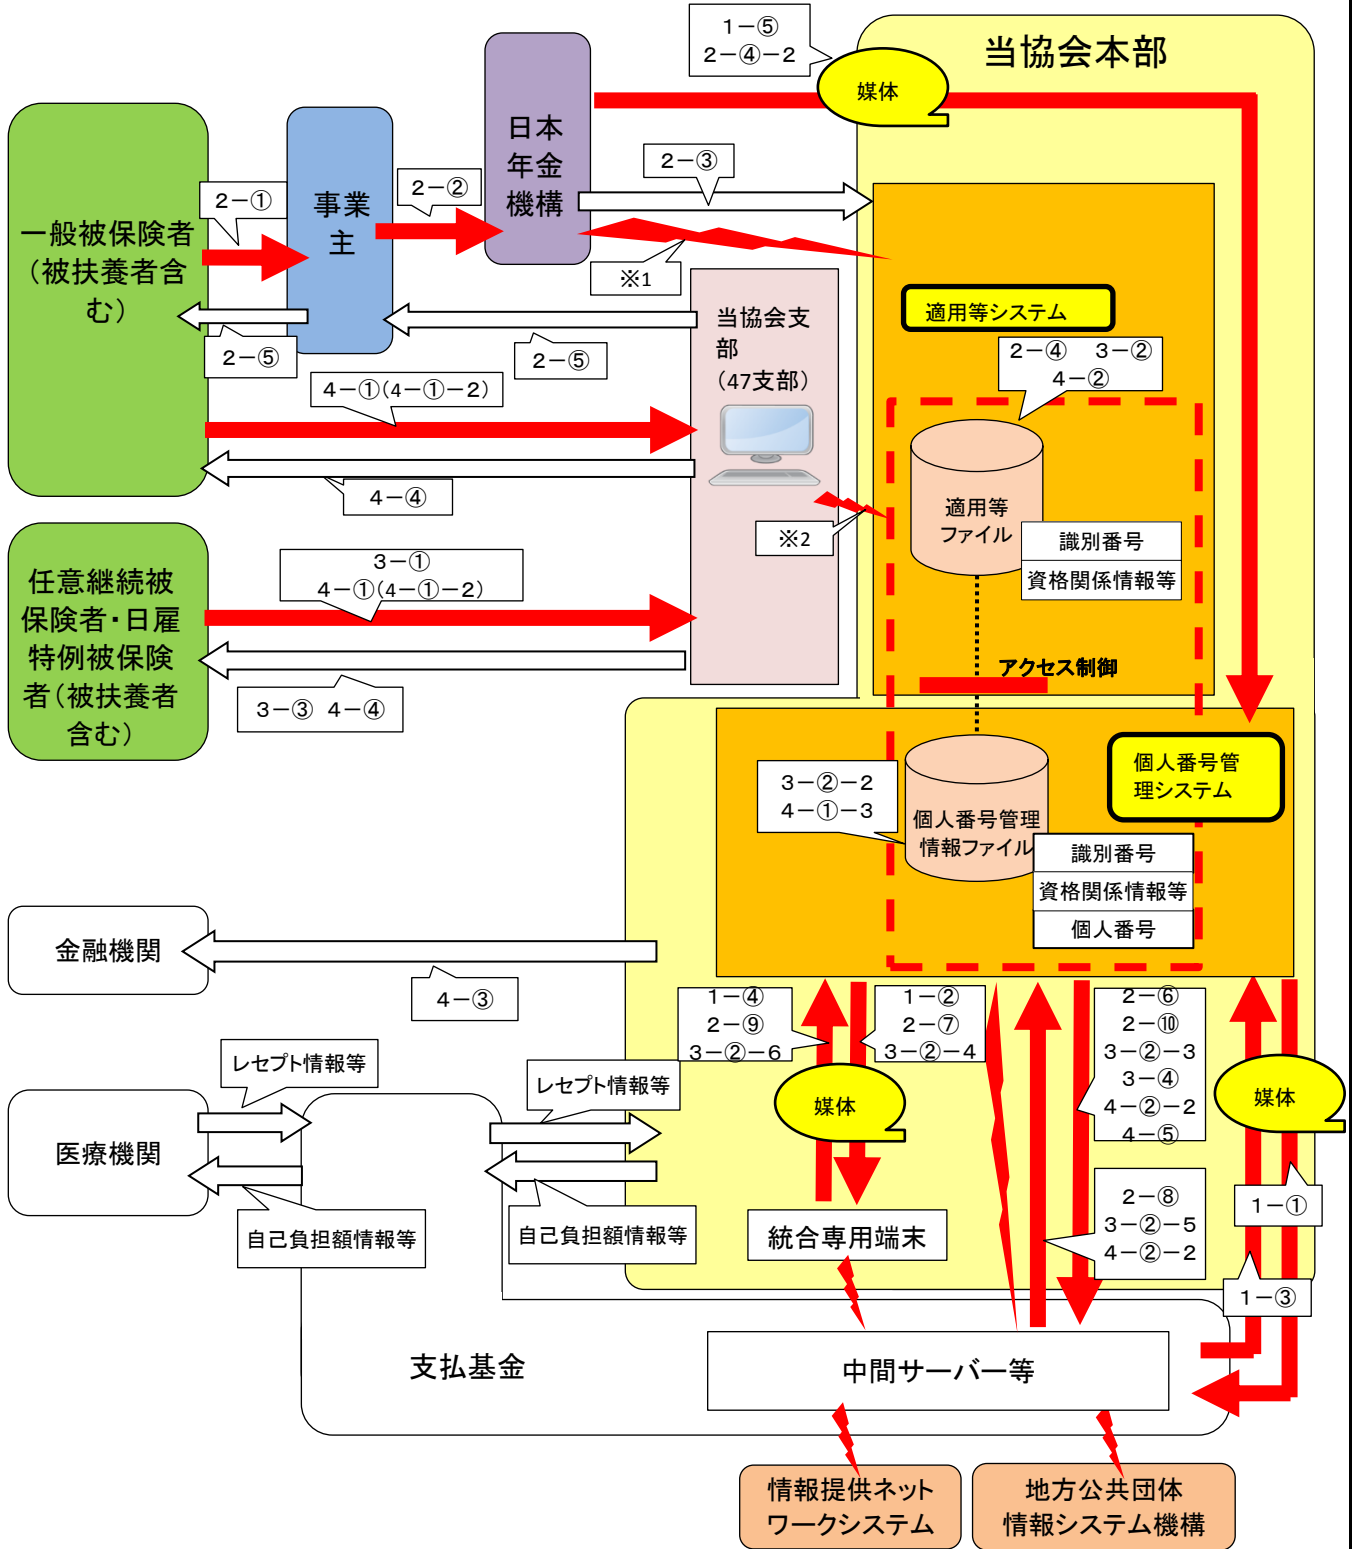 1－⑤
2－④－2
当協会本部
媒体
日本
年金
機構
2－③
2－①
事業
主
2－②
一般被保険者
（被扶養者含
む）
※1
適用等システム
当協会支
部
（47支部）
2－⑤
2－⑤
2－④　3－②
4－②
4－①(4－①－2)
4－④
適用等
ファイル
識別番号
資格関係情報等
※2
任意継続被
保険者・日雇
特例被保険
者（被扶養者
含む）
3－①
4－①(4－①－2)
3－③ 4－④
アクセス制御
個人番号管
理システム
3－②－2
4－①－3
個人番号管理
情報ファイル
識別番号
資格関係情報等
個人番号
金融機関
4－③
1－④
2－⑨
3－②－6
1－②
2－⑦
3－②－4
2－⑥
2－⑩
3－②－3
3－④
4－②－2
4－⑤
レセプト情報等
レセプト情報等
媒体
媒体
医療機関
自己負担額情報等
自己負担額情報等
2－⑧
3－②－5
4－②－2
1－①
統合専用端末
1－③
支払基金
中間サーバー等
情報提供ネット
ワークシステム
地方公共団体
情報システム機構